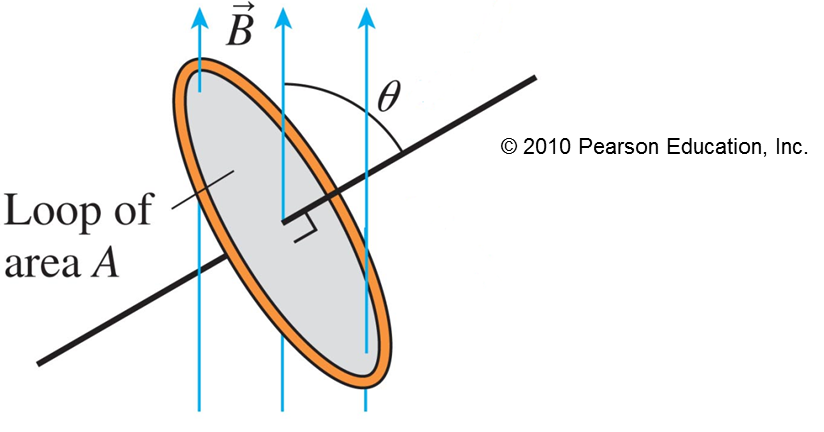 B
θ
© 2010 Pearson Education, Inc.
Loop of
area A